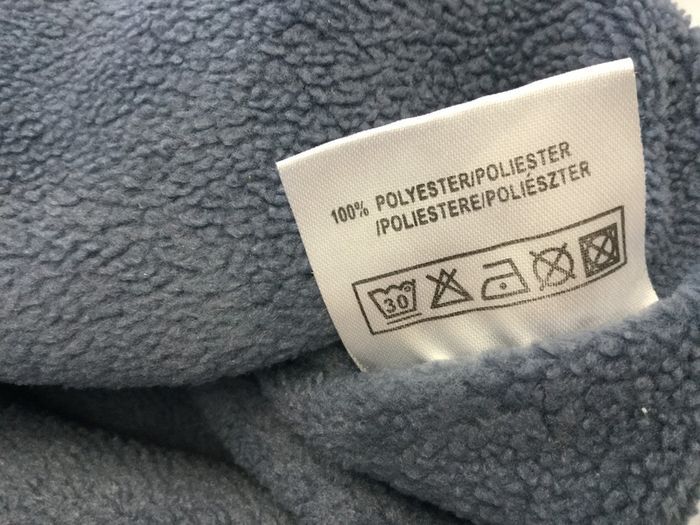 100% POLYESTER/POLIESTER
/POLIESTERE/POLIÉSZTER
30°